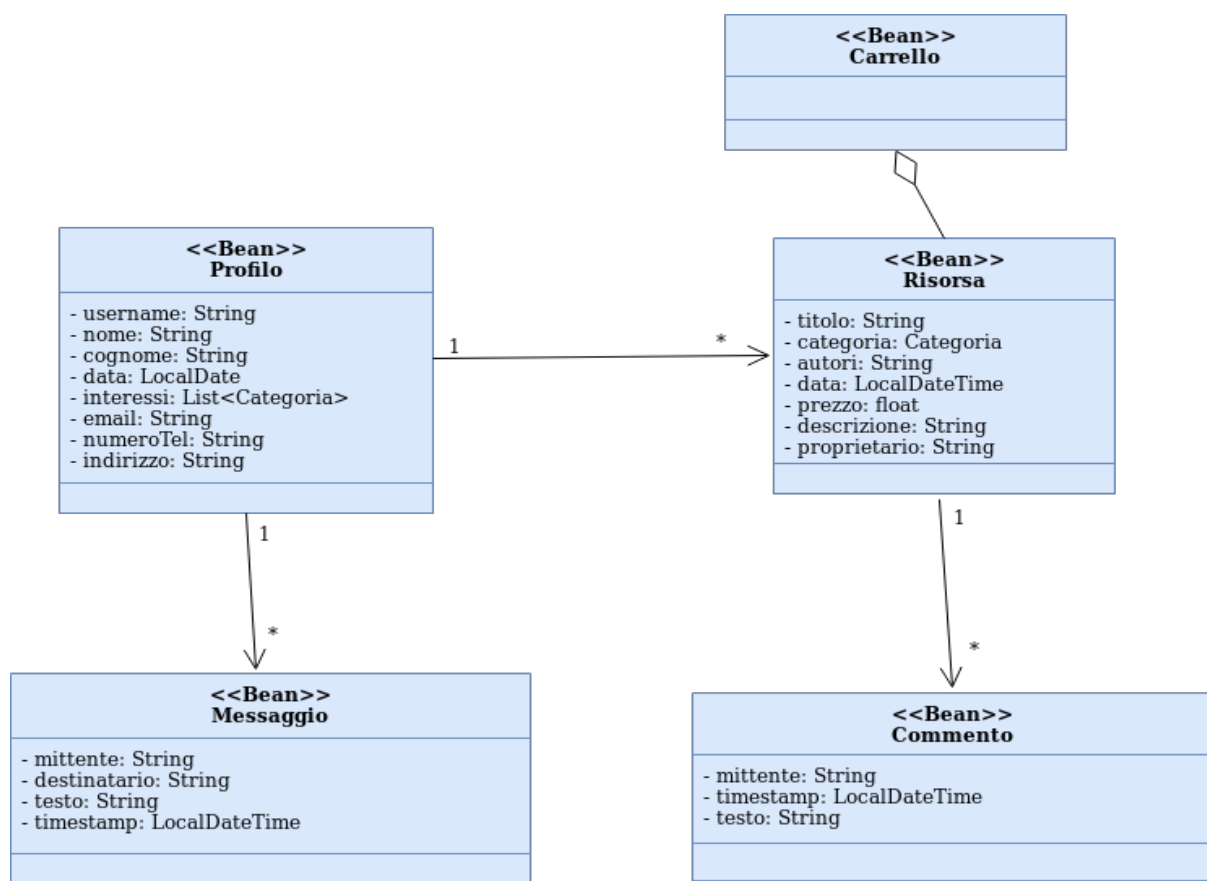 <<Bean>>
Carrello
<<Bean>>
Profilo
- username: String
- nome: String
- cognome: String
- data: LocalDate
- interessi: List<Categoria>
- email: String
- numeroTel: String
- indirizzo: String
1
*
<<Bean>>
Risorsa
- titolo: String
- categoria: Categoria
- autori: String
- data: LocalDateTime
- prezzo: float
- descrizione: String
- proprietario: String
1
*
<<Bean>>
Messaggio
- mittente: String
- destinatario: String
- testo: String
- timestamp: LocalDateTime
1
*
<<Bean>>
Commento
- mittente: String
- timestamp: LocalDateTime
- testo: String